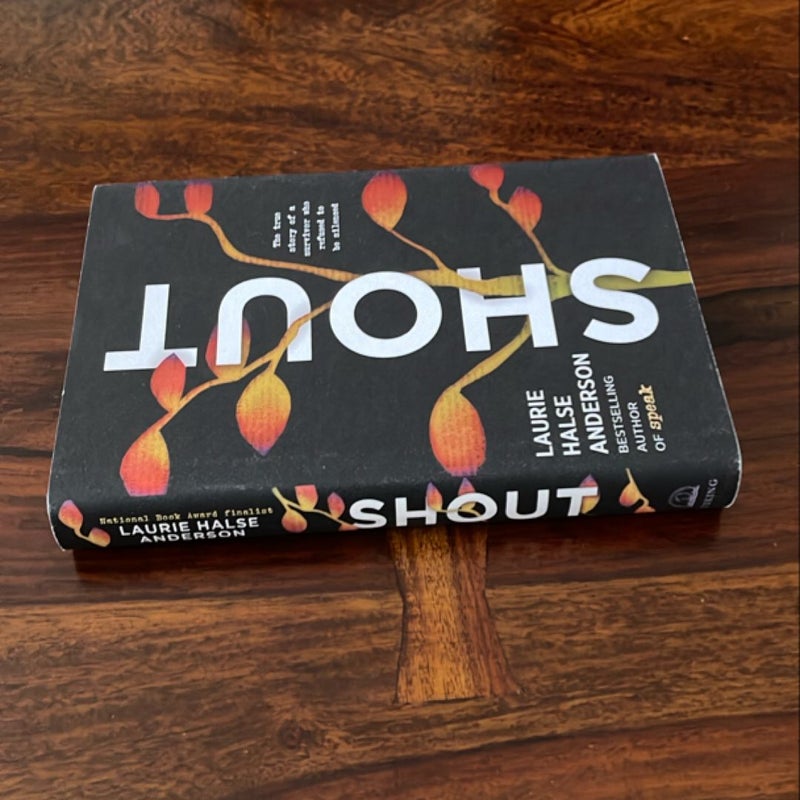 The true
story of a
survivor who
refused to
be silenced
SHOUT
LAURIE
HALSE
ANDERSON
BESTSELLING
AUTHOR
OF speak
National Book Award finalist
LAURIE HALSE
ANDERSON
SHOUT
VIKING